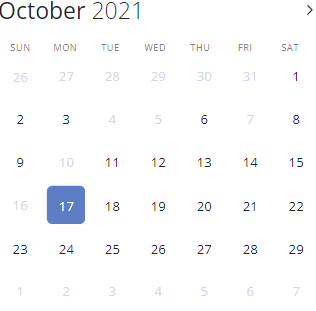 October 2021
SUN MON TUE WED THU FRI SAT
26 27 28 29 30 31 1
2 3 4 5 6 7 8
9 10 11 12 13 14 15
16 17 18 19 20 21 22
23 24 25 26 27 28 29
1 2 3 4 5 6 7